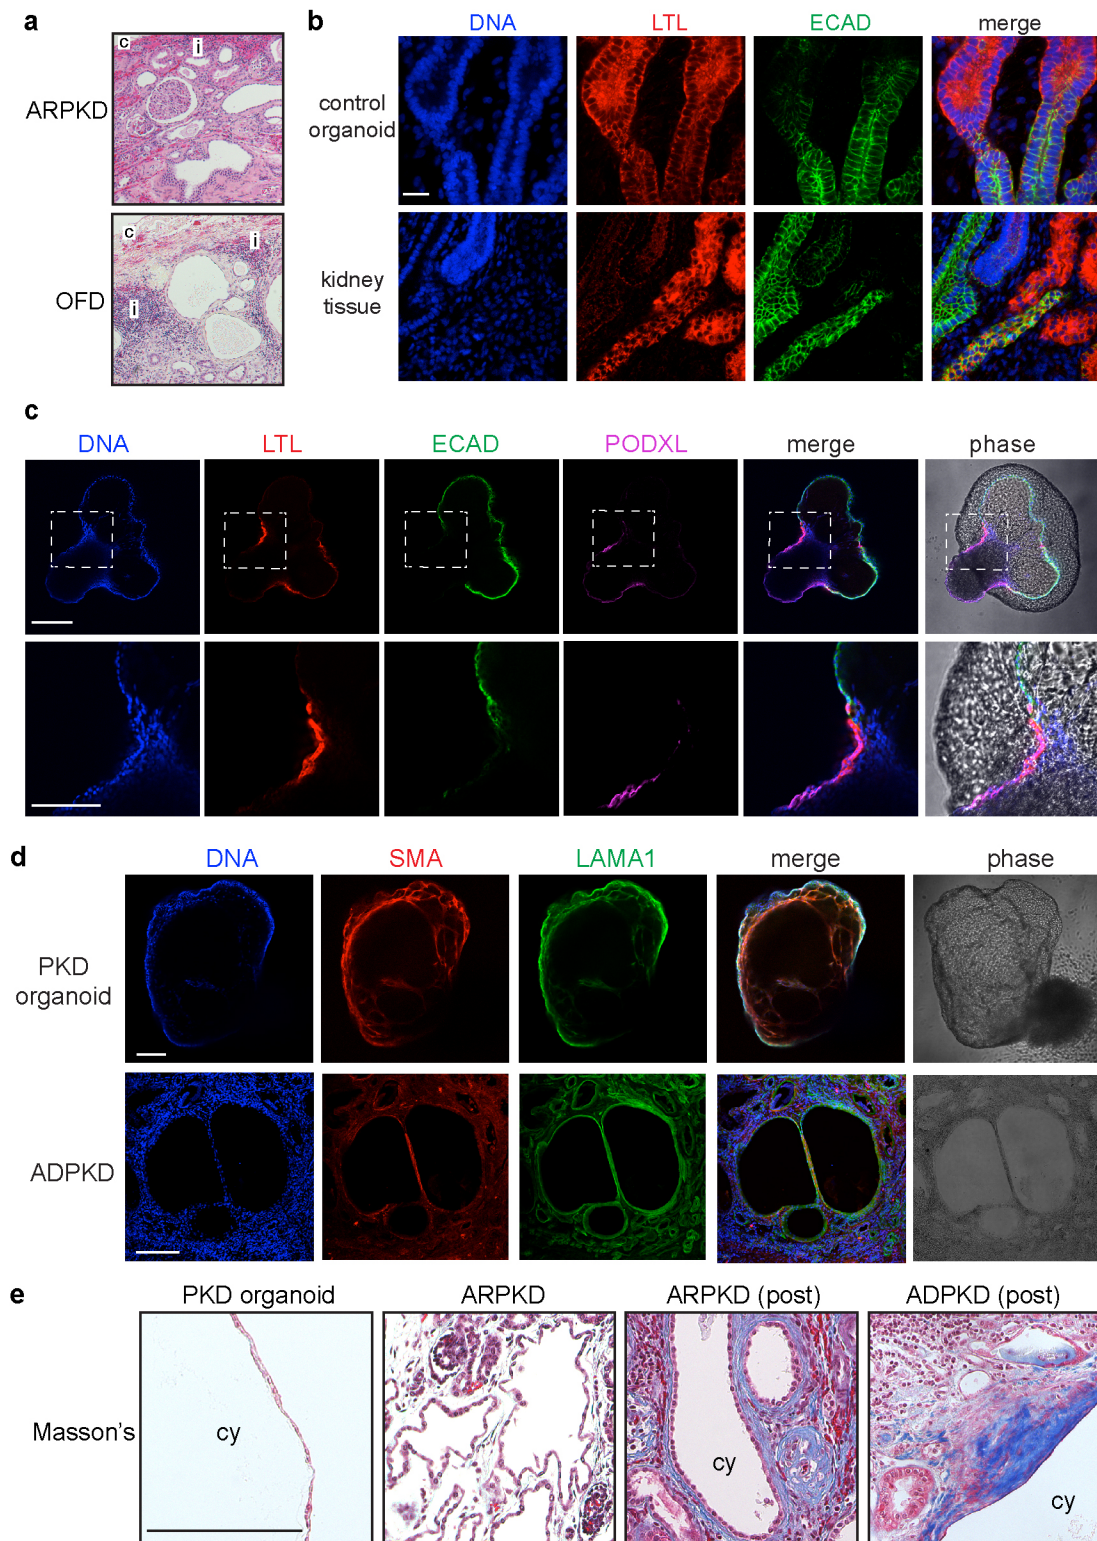 a
ARPKD
c
i
OFD
c
i
i
b
DNA LTL ECAD merge
control
organoid
kidney
tissue
c
DNA LTL ECAD PODXL merge phase
d
DNA SMA LAMA1 merge phase
PKD
organoid
ADPKD
e
PKD organoid ARPKD ARPKD (post) ADPKD (post)
Masson's
cy
cy
cy